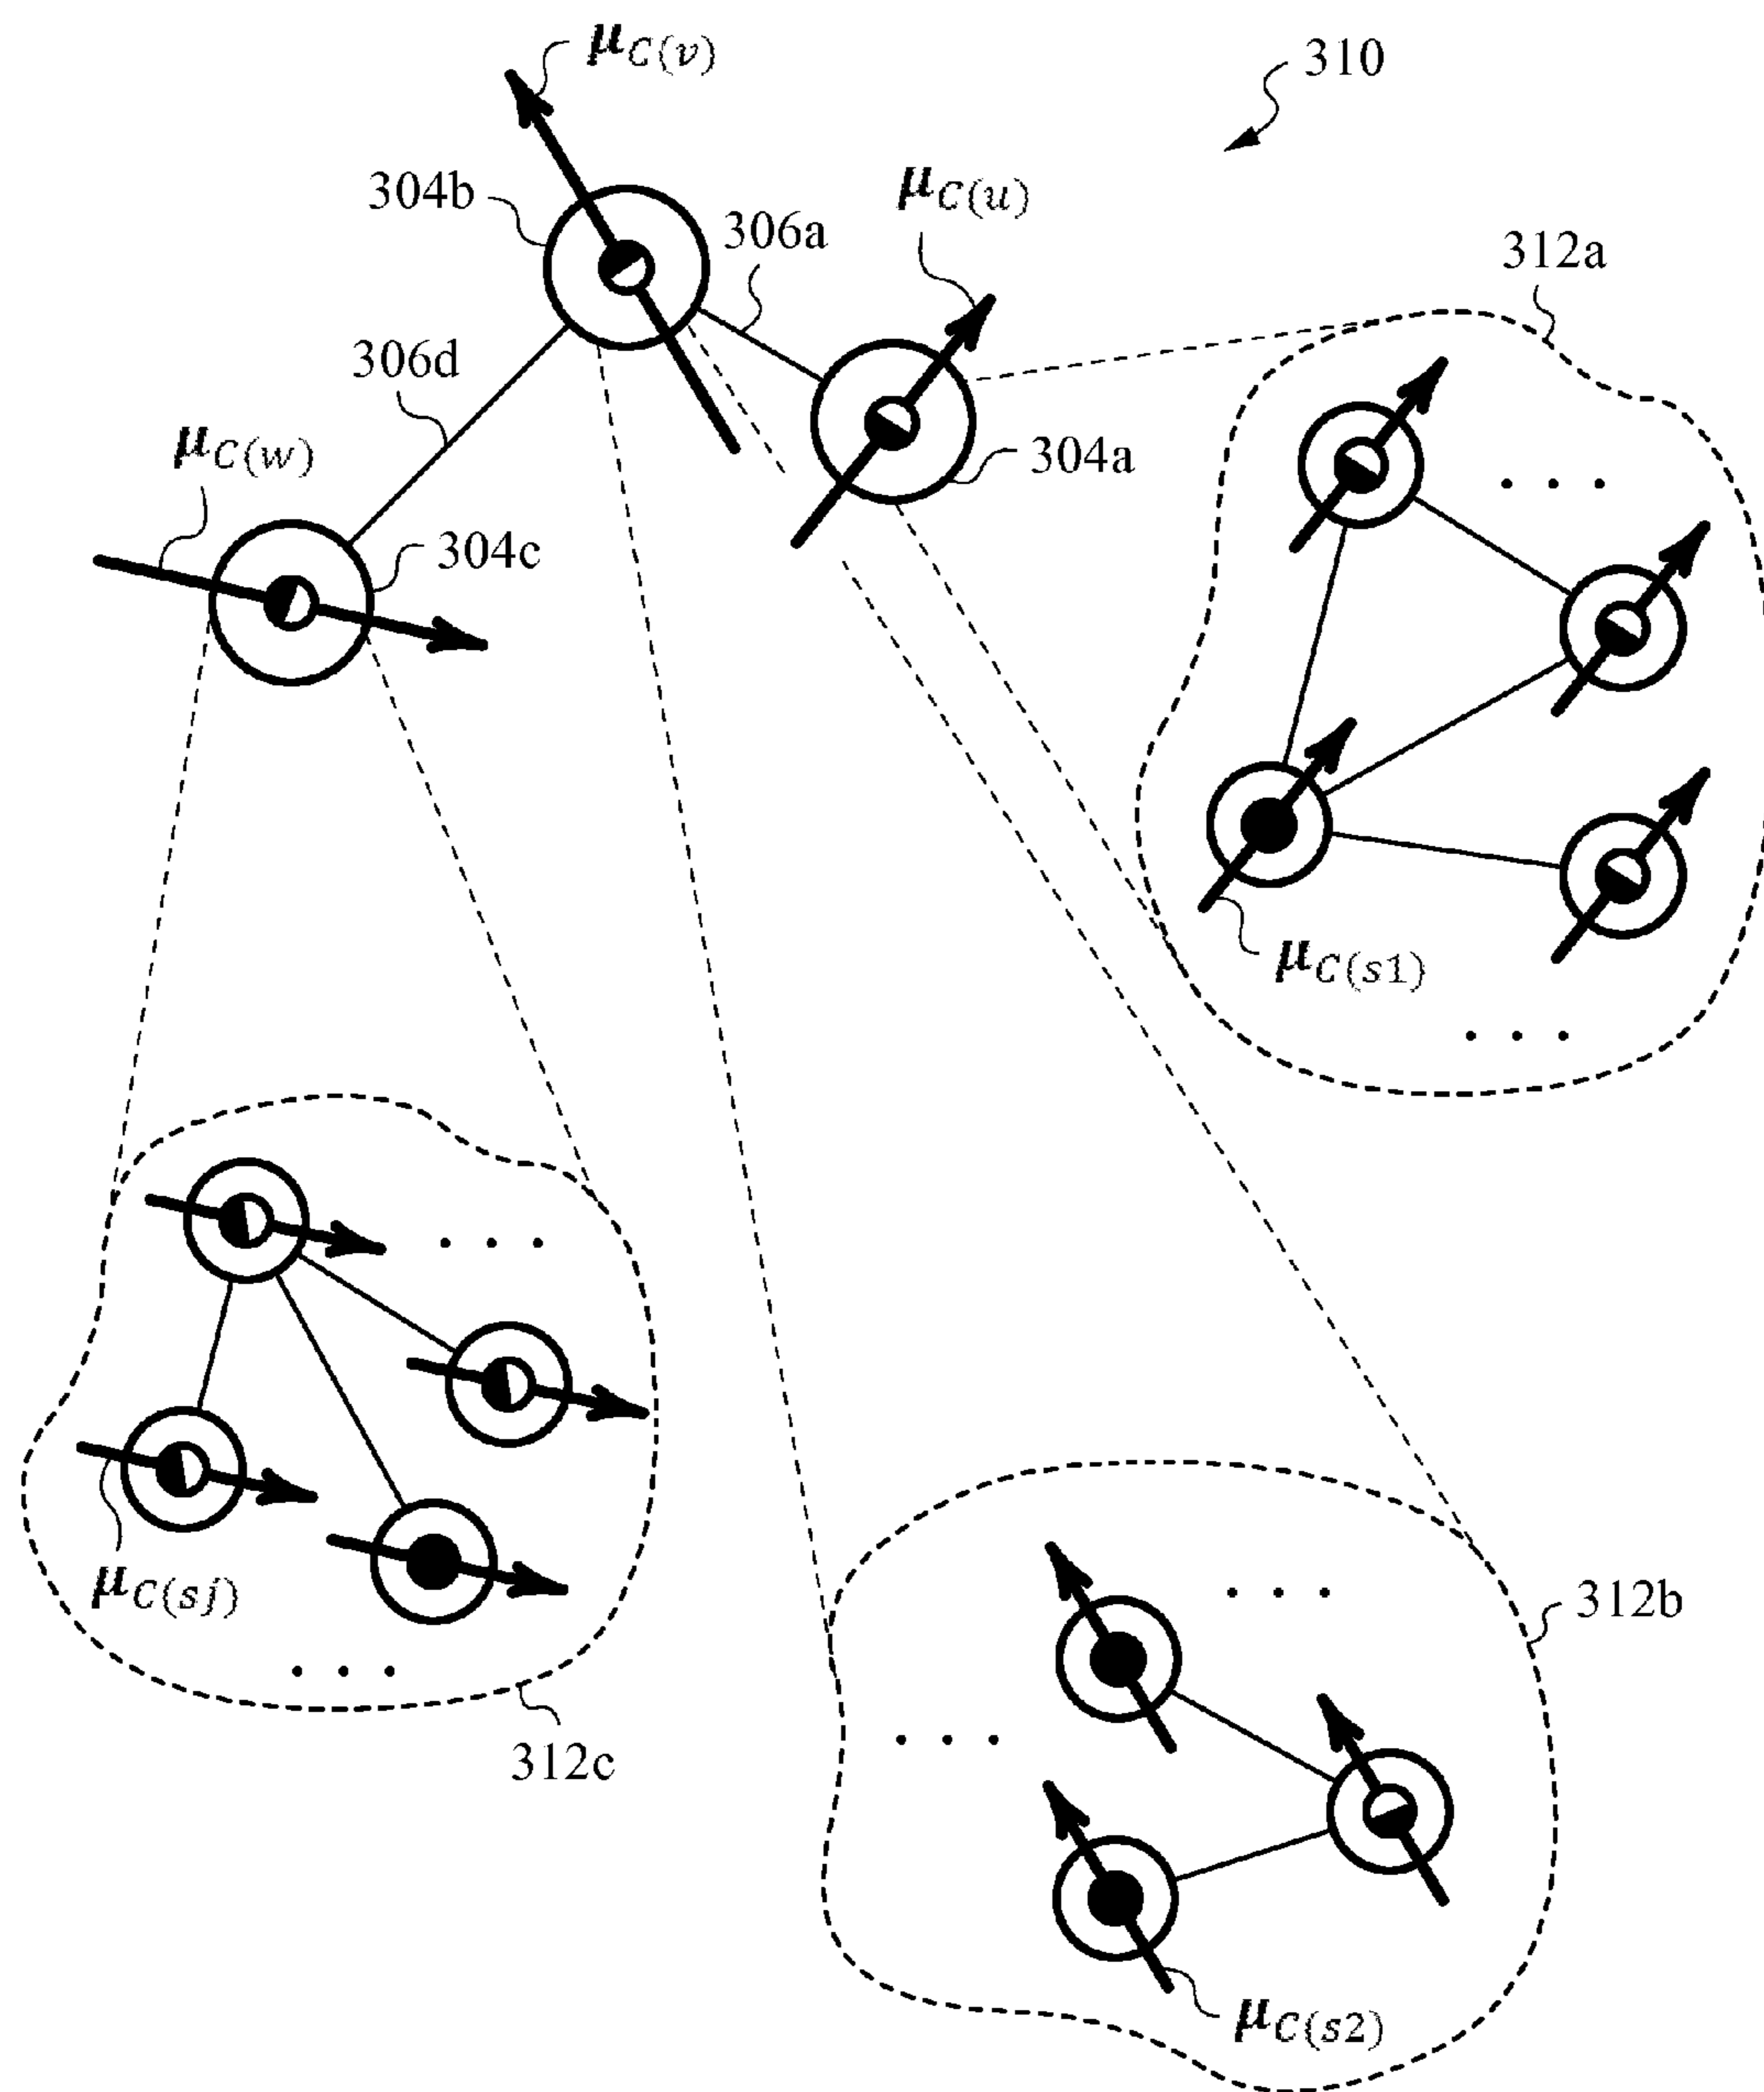 μC(v)
310
304b
μC(u)
306a
312a
306d
μC(w)
304a
304c
. . .
μC(s1)
. . .
. . .
μC(sj)
. . .
312b
. . .
. . .
312c
μC(s2)